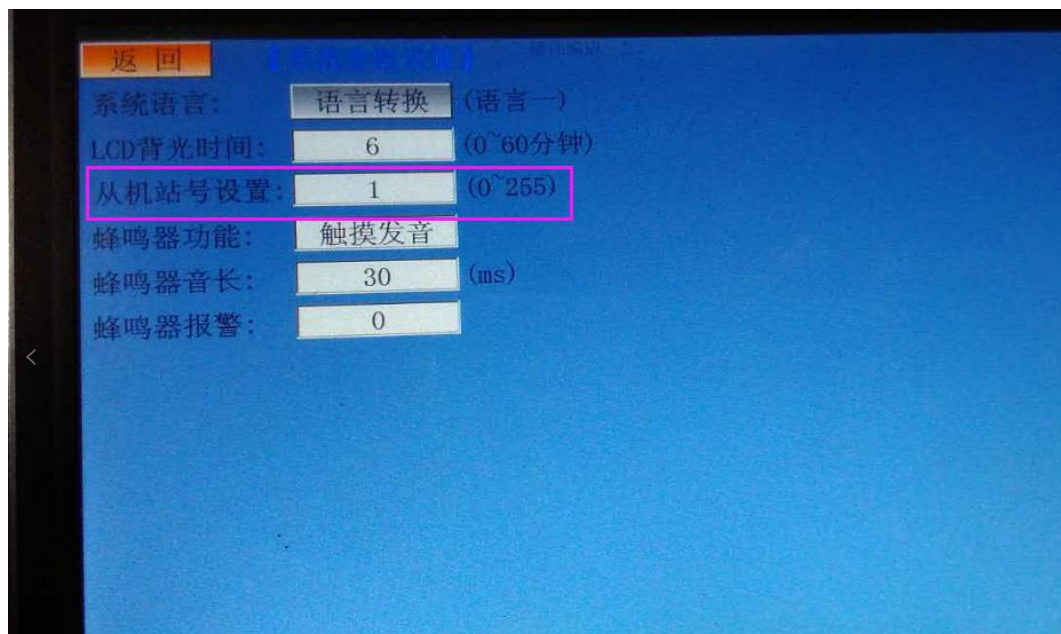 返回
系统语言: 语言转换 (语言一)
LCD背光时间: 6 (0~60分钟)
从机站号设置: 1 (0~255)
蜂鸣器功能: 触摸发音
蜂鸣器音长: 30 (ms)
蜂鸣器报警: 0